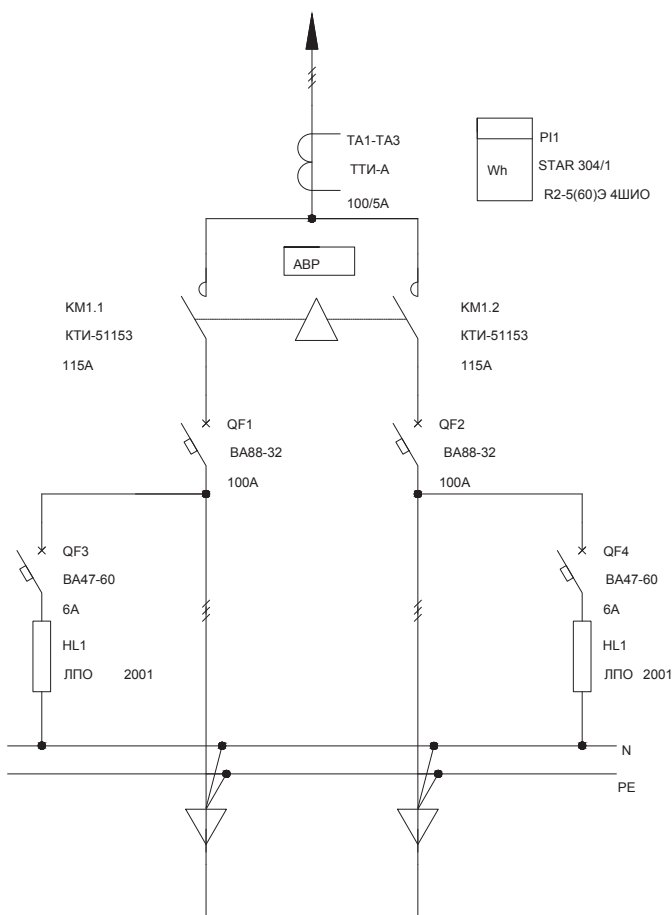 ТА1-ТА3
ТТИ-А
100/5А
PI1
Wh
STAR 304/1
R2-5(60)Э 4ШИО
АВР
KM1.1
КТИ-51153
115А
KM1.2
КТИ-51153
115А
QF1
ВА88-32
100А
QF2
ВА88-32
100А
QF3
ВА47-60
6А
HL1
ЛПО 2001
QF4
ВА47-60
6А
HL1
ЛПО 2001
N
PE